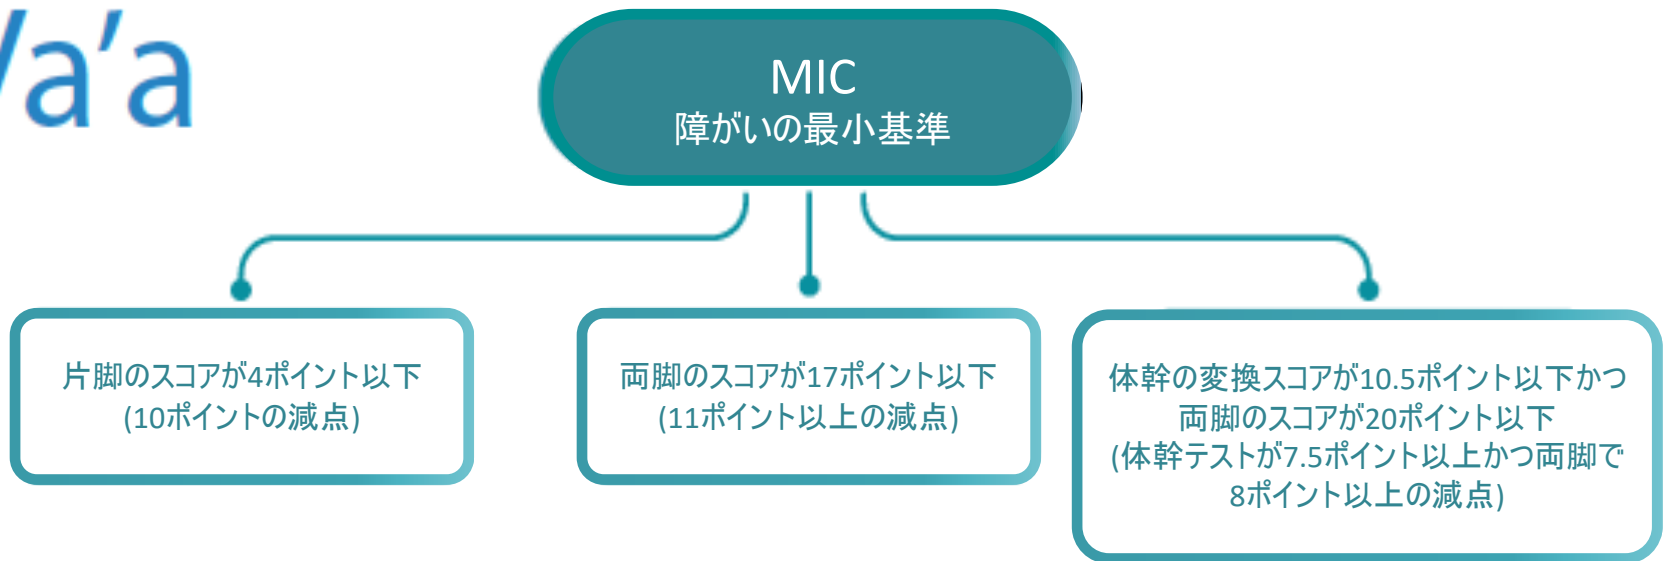 Va'a
MIC
障がいの最小基準
片脚のスコアが4ポイント以下
(10ポイントの減点)
両脚のスコアが17ポイント以下
(11ポイント以上の減点)
体幹の変換スコアが10.5ポイント以下かつ
両脚のスコアが20ポイント以下
(体幹テストが7.5ポイント以上かつ両脚で
8ポイント以上の減点)